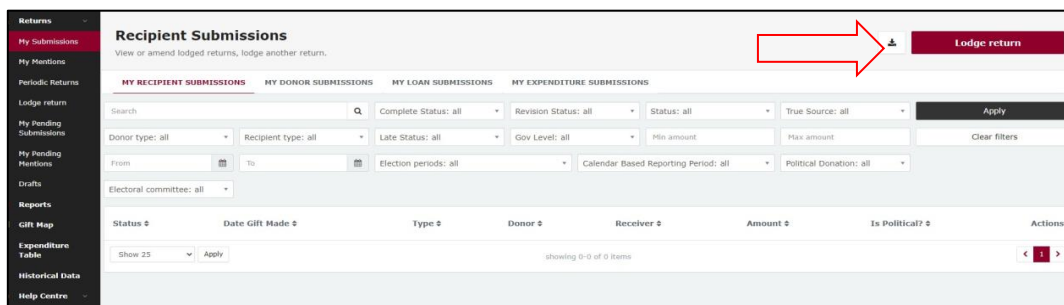 Returns
My Submissions
My Mentions
Periodic Returns
Lodge return
My Pending
Submissions
My Pending
Mentions
Drafts
Reports
Gift Map
Expenditure
Table
Historical Data
Help Centre
Recipient Submissions
View or amend lodged returns, lodge another return.
Lodge return
MY RECIPIENT SUBMISSIONS MY DONOR SUBMISSIONS MY LOAN SUBMISSIONS MY EXPENDITURE SUBMISSIONS
Search Complete Status: all Revision Status: all Status: all True Source: all Apply
Donor type: all Recipient type: all Late Status: all Gov Level: all Min amount Max amount Clear filters
From To Election periods: all Calendar Based Reporting Period: all Political Donation: all
Electoral committee: all
Status Date Gift Made Type Donor Receiver Amount Is Political? Actions
Show 25 Apply showing 0-0 of 0 items < 1 >